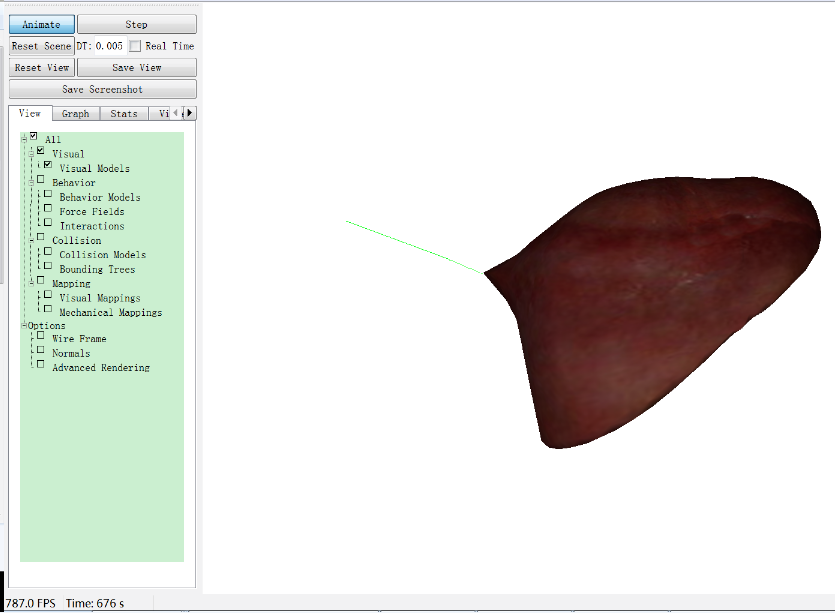 Animate Step
Reset Scene DT: 0.005 Real Time
Reset View Save View
Save Screenshot
View Graph Stats Vi
All
Visual
Visual Models
Behavior
Behavior Models
Force Fields
Interactions
Collision
Collision Models
Bounding Trees
Mapping
Visual Mappings
Mechanical Mappings
Options
Wire Frame
Normals
Advanced Rendering
787.0 FPS Time: 676 s